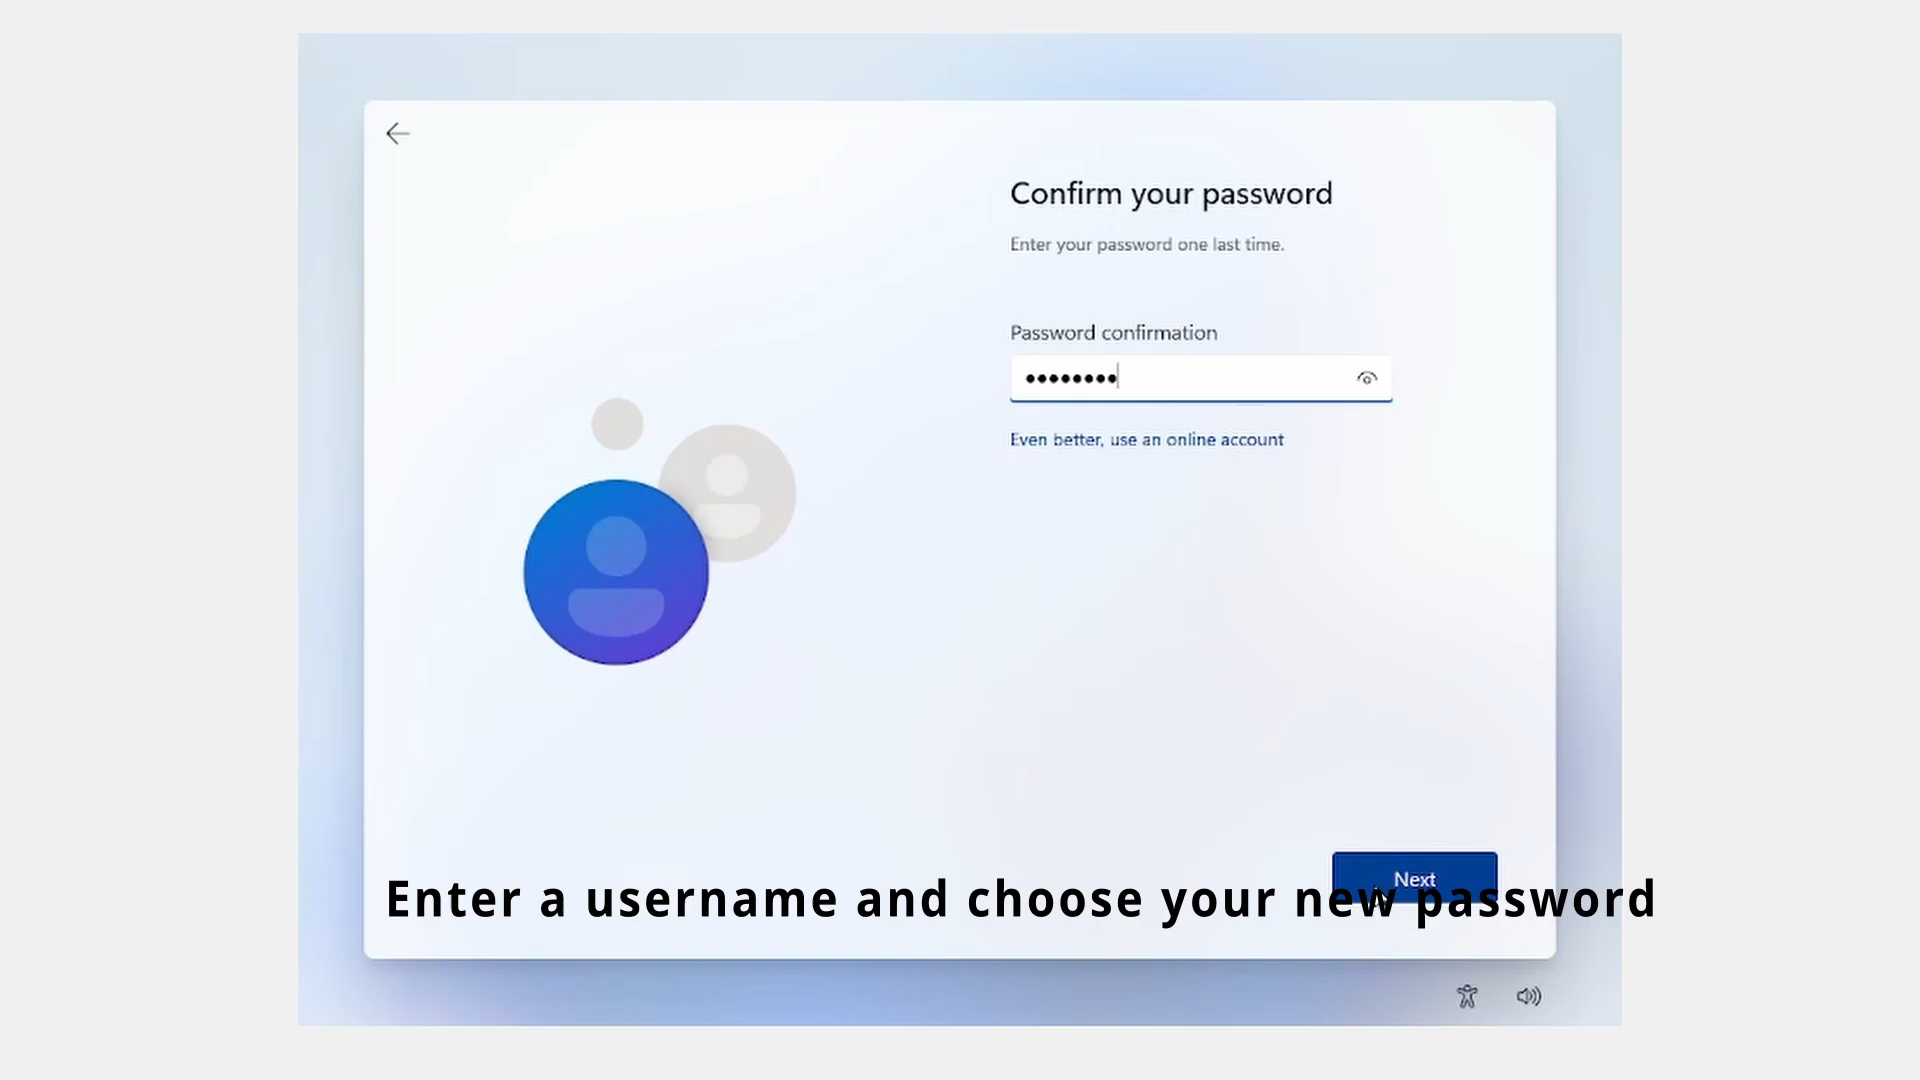 Confirm your password
Enter your password one last time.
Password confirmation
Even better, use an online account
Next
Enter a username and choose your new password